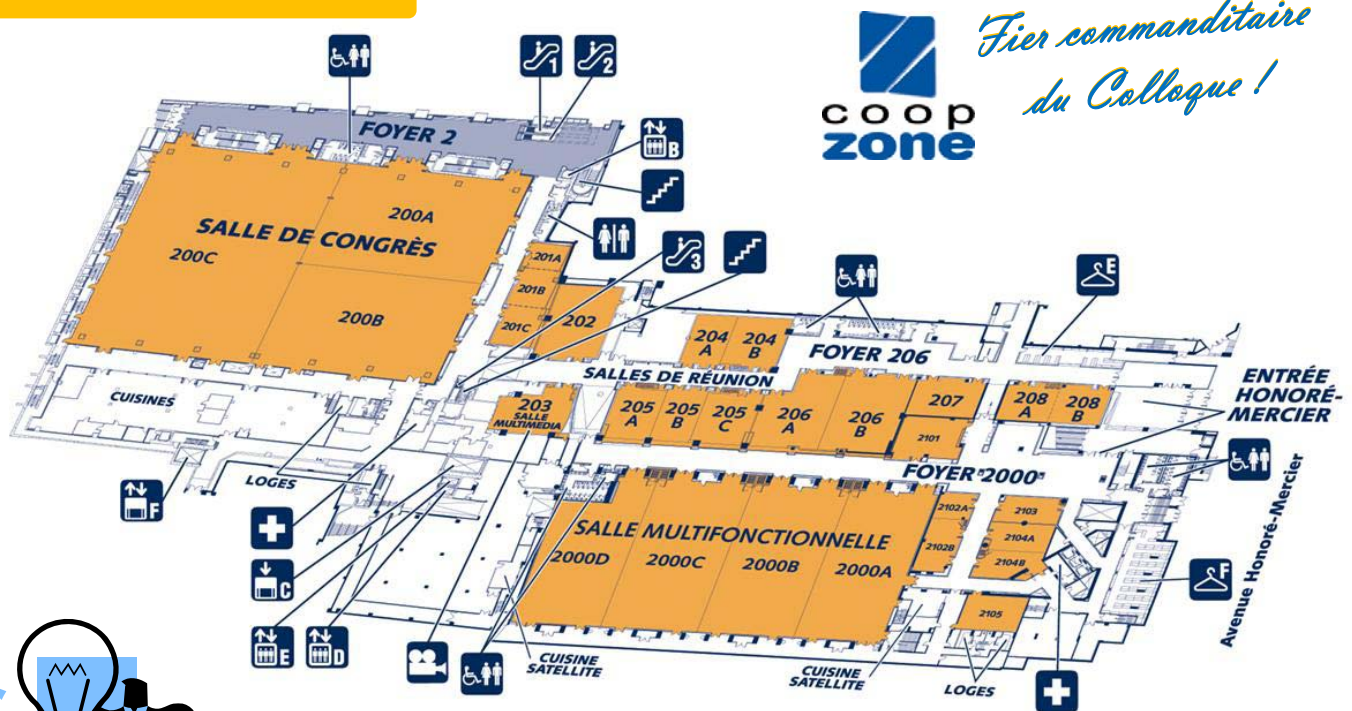 Fier commanditaire
du Colloque !
coop
zone
1
2
FOYER 2
B
200A
SALLE DE CONGRÈS
200C
200B
201A
201B
201C
202
3
E
204
A
204
B
FOYER 206
SALLES DE RÉUNION
ENTRÉE
HONORÉ-
MERCIER
CUISINES
203
SALLE
MULTIMÉDIA
205
A
205
B
205
C
206
A
206
B
207
2101
208
A
208
B
FOYER 2000
LOGES
F
SALLE MULTIFONCTIONNELLE
2000D
2000C
2000B
2000A
2102A
2102B
2103
2104A
2104B
2105
F
Avenue Honoré-Mercier
C
E
D
CUISINE
SATELLITE
CUISINE
SATELLITE
LOGES